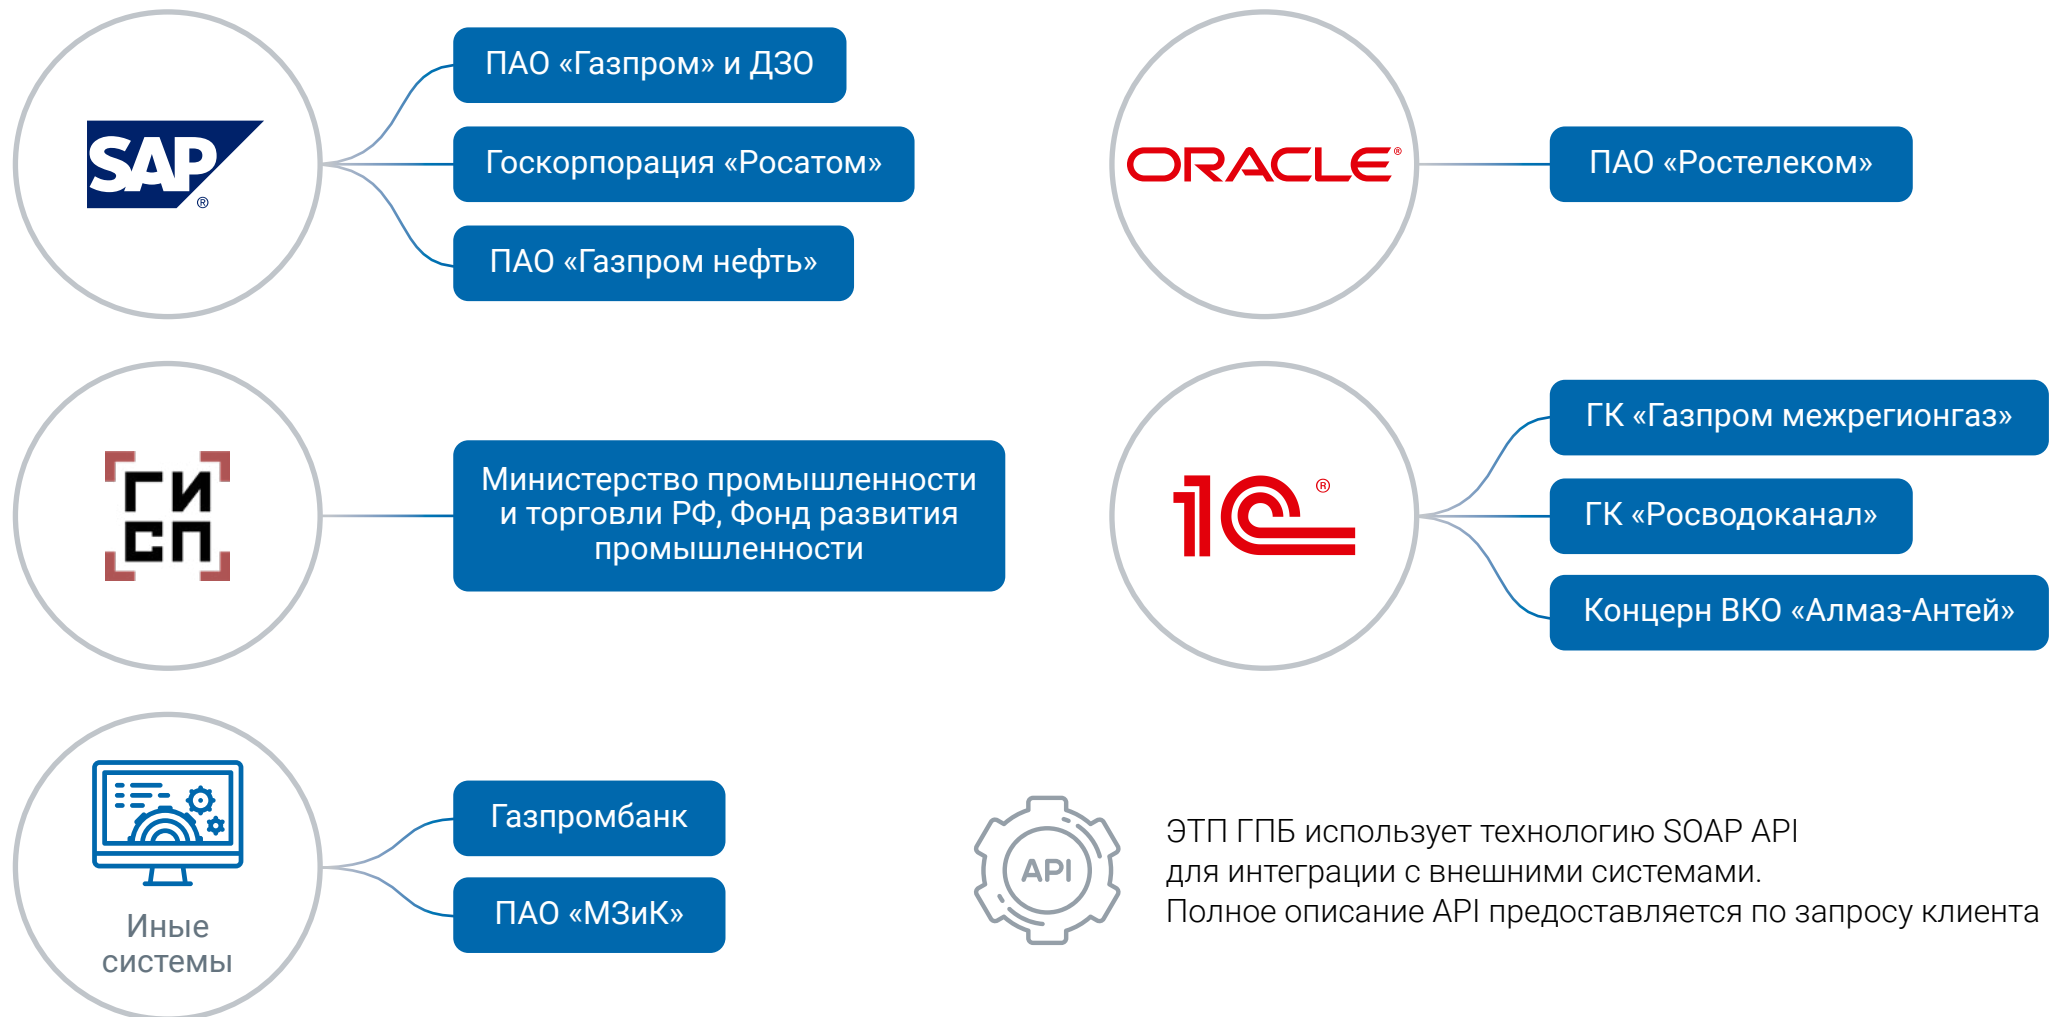 SAP
®
ПАО «Газпром» и ДЗО
Госкорпорация «Росатом»
ПАО «Газпром нефть»
ORACLE®
ПАО «Ростелеком»
ГИ
СП
Министерство промышленности
и торговли РФ, Фонд развития
промышленности
1С®
ГК «Газпром межрегионгаз»
ГК «Росводоканал»
Концерн ВКО «Алмаз-Антей»
Иные
системы
Газпромбанк
ПАО «МЗиК»
API
ЭТП ГПБ использует технологию SOAP API
для интеграции с внешними системами.
Полное описание API предоставляется по запросу клиента